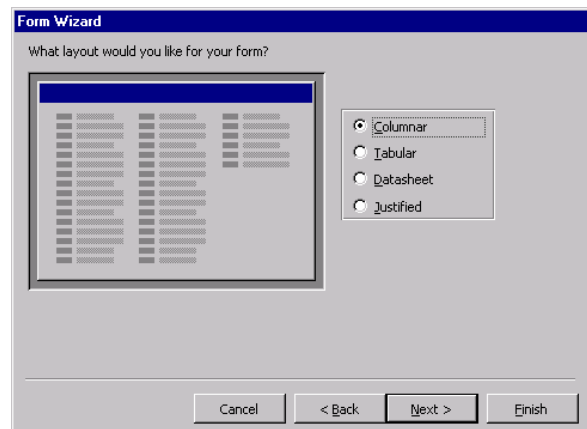 Form Wizard
What layout would you like for your form?
Columnar
Tabular
Datasheet
Justified
Cancel
< Back
Next >
Finish